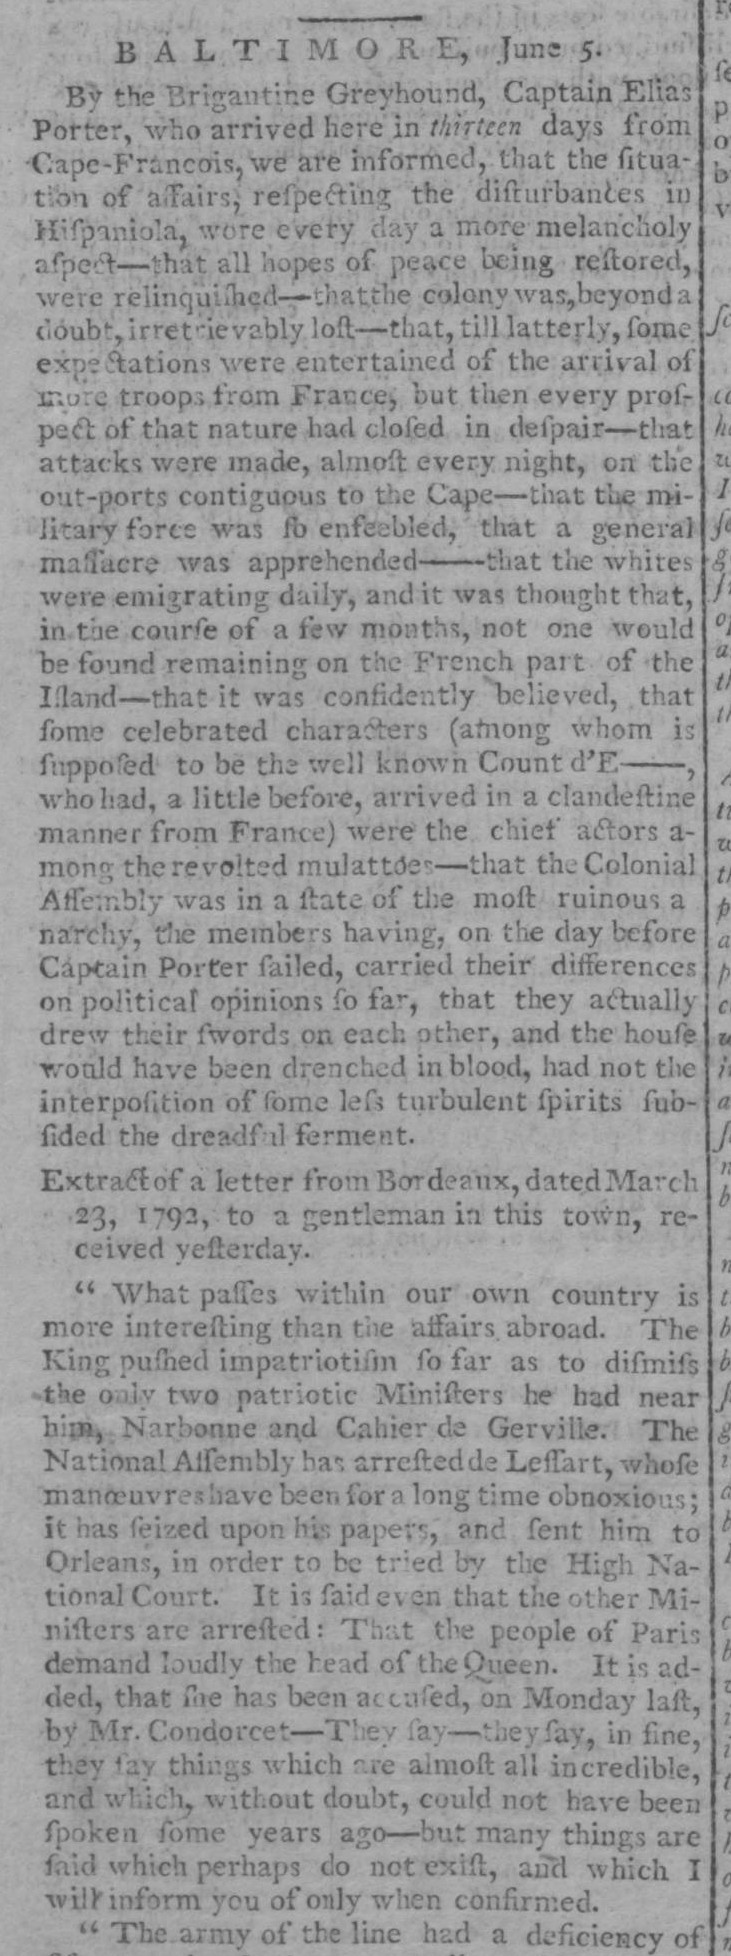 BALTIMORE, June 5.
By the Brigantine Greyhound, Captain Elias
Porter, who arrived here in thirteen days from
Cape-Francois, we are informed, that the ſitua-
tion of affairs, reſpecting the diſturbances in
Hiſpaniola, wore every day a more melancholy
aſpect—that all hopes of peace being reſtored,
were relinquiſhed—that the colony was, beyond a
doubt, irretrievably loſt—that, till latterly, ſome
expectations were entertained of the arrival of
more troops from France, but then every proſ-
pect of that nature had cloſed in deſpair—that
attacks were made, almoſt every night, on the
out-ports contiguous to the Cape—that the mi-
litary force was ſo enfeebled, that a general
maſſacre was apprehended——that the whites
were emigrating daily, and it was thought that,
in the courſe of a few months, not one would
be found remaining on the French part of the
Iſland—that it was confidently believed, that
ſome celebrated characters (among whom is
ſuppoſed to be the well known Count d'E——,
who had, a little before, arrived in a clandeſtine
manner from France) were the chief actors a-
mong the revolted mulattoes—that the Colonial
Aſſembly was in a ſtate of the moſt ruinous a
narchy, the members having, on the day before
Captain Porter ſailed, carried their differences
on political opinions ſo far, that they actually
drew their ſwords on each other, and the houſe
would have been drenched in blood, had not the
interpoſition of ſome leſs turbulent ſpirits ſub-
ſided the dreadful ferment.
Extract of a letter from Bordeaux, dated March
23, 1792, to a gentleman in this town, re-
ceived yeſterday.
“ What paſſes within our own country is
more intereſting than the affairs abroad. The
King puſhed impatriotiſm ſo far as to diſmiſs
the only two patriotic Miniſters he had near
him, Narbonne and Cahier de Gerville. The
National Aſſembly has arreſted de Leſſart, whoſe
manœuvres have been for a long time obnoxious;
it has ſeized upon his papers, and ſent him to
Orleans, in order to be tried by the High Na-
tional Court. It is ſaid even that the other Mi-
niſters are arreſted: That the people of Paris
demand loudly the head of the Queen. It is ad-
ded, that ſhe has been accuſed, on Monday laſt,
by Mr. Condorcet—They ſay—they ſay, in fine,
they ſay things which are almoſt all incredible,
and which, without doubt, could not have been
ſpoken ſome years ago—but many things are
ſaid which perhaps do not exiſt, and which I
will inform you of only when confirmed.
“ The army of the line had a deficiency of